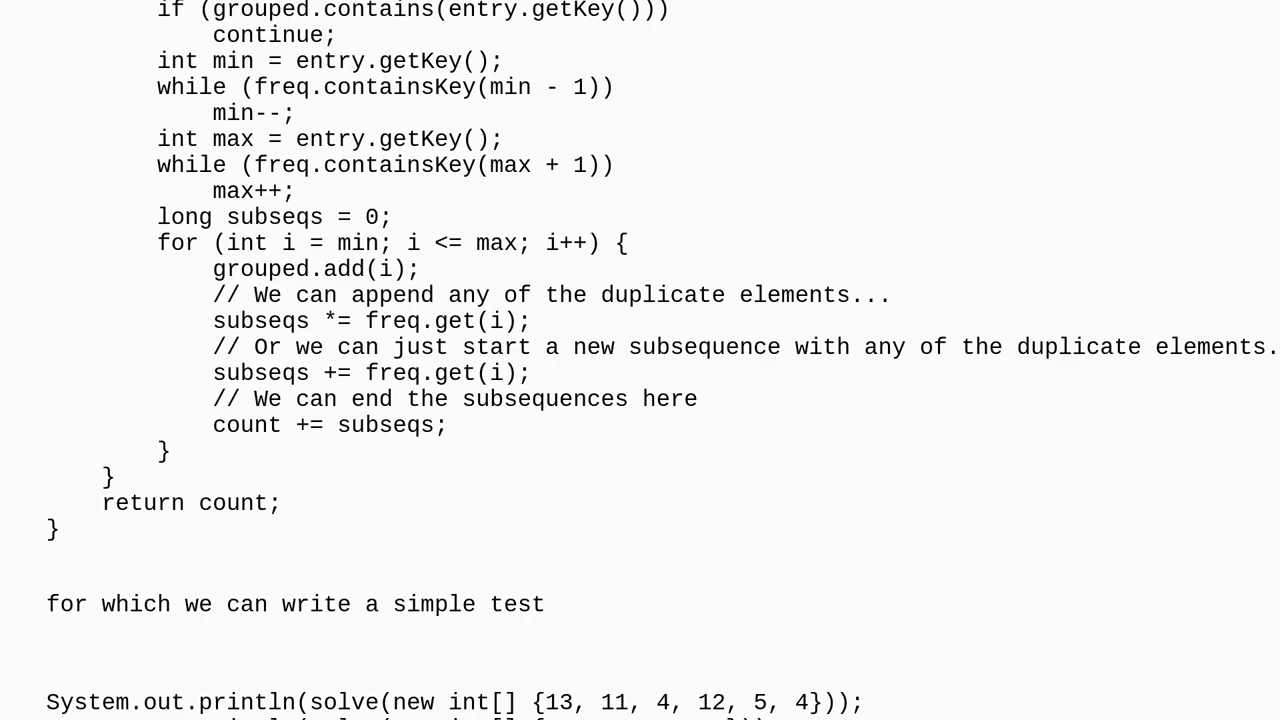 if (grouped.contains(entry.getKey()))
continue;
int min = entry.getKey();
while (freq.containsKey(min - 1))
min--;
int max = entry.getKey();
while (freq.containsKey(max + 1))
max++;
long subseqs = 0;
for (int i = min; i <= max; i++) {
grouped.add(i);
// We can append any of the duplicate elements...
subseqs *= freq.get(i);
// Or we can just start a new subsequence with any of the duplicate elements.
subseqs += freq.get(i);
// We can end the subsequences here
count += subseqs;
}
}
return count;
}
for which we can write a simple test
System.out.println(solve(new int[] {13, 11, 4, 12, 5, 4}));